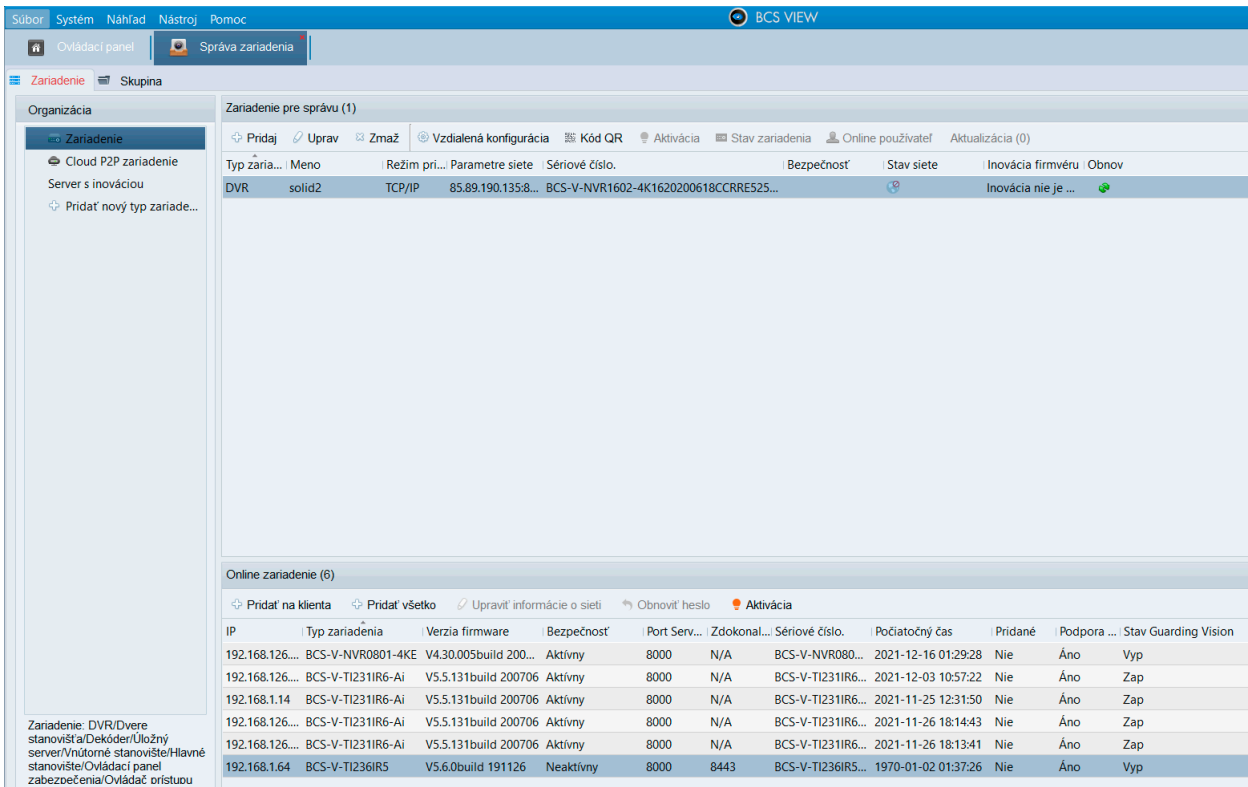 Súbor Systém Náhľad Nástroj Pomoc
BCS VIEW
Ovládací panel Správa zariadenia
Zariadenie Skupina
Organizácia
Zariadenie
Cloud P2P zariadenie
Server s inováciou
Pridať nový typ zariade...
Zariadenie: DVR/Dvere
stanovišťa/Dekóder/Úložný
server/Vnútorné stanovište/Hlavné
stanovište/Ovládací panel
zabezpečenia/Ovládač prístupu
Zariadenie pre správu (1)
Pridaj Uprav Zmaž Vzdialená konfigurácia Kód QR Aktivácia Stav zariadenia Online používateľ Aktualizácia (0)
Typ zaria... Meno Režim pri... Parametre siete Sériové číslo. Bezpečnosť Stav siete Inovácia firmvéru Obnov
DVR solid2 TCP/IP 85.89.190.135:8... BCS-V-NVR1602-4K1620200618CCRRE525... Inovácia nie je ...
Online zariadenie (6)
Pridať na klienta Pridať všetko Upraviť informácie o sieti Obnoviť heslo Aktivácia
IP Typ zariadenia Verzia firmware Bezpečnosť Port Serv... Zdokonal... Sériové číslo. Počiatočný čas Pridané Podpora ... Stav Guarding Vision
192.168.126.... BCS-V-NVR0801-4KE V4.30.005build 200... Aktívny 8000 N/A BCS-V-NVR080... 2021-12-16 01:29:28 Nie Áno Vyp
192.168.126.... BCS-V-TI231IR6-Ai V5.5.131build 200706 Aktívny 8000 N/A BCS-V-TI231IR6... 2021-12-03 10:57:22 Nie Áno Zap
192.168.1.14 BCS-V-TI231IR6-Ai V5.5.131build 200706 Aktívny 8000 N/A BCS-V-TI231IR6... 2021-11-25 12:31:50 Nie Áno Zap
192.168.126.... BCS-V-TI231IR6-Ai V5.5.131build 200706 Aktívny 8000 N/A BCS-V-TI231IR6... 2021-11-26 18:14:43 Nie Áno Zap
192.168.126.... BCS-V-TI231IR6-Ai V5.5.131build 200706 Aktívny 8000 N/A BCS-V-TI231IR6... 2021-11-26 18:13:41 Nie Áno Zap
192.168.1.64 BCS-V-TI236IR5 V5.6.0build 191126 Neaktívny 8000 8443 BCS-V-TI236IR5... 1970-01-02 01:37:26 Nie Áno Vyp